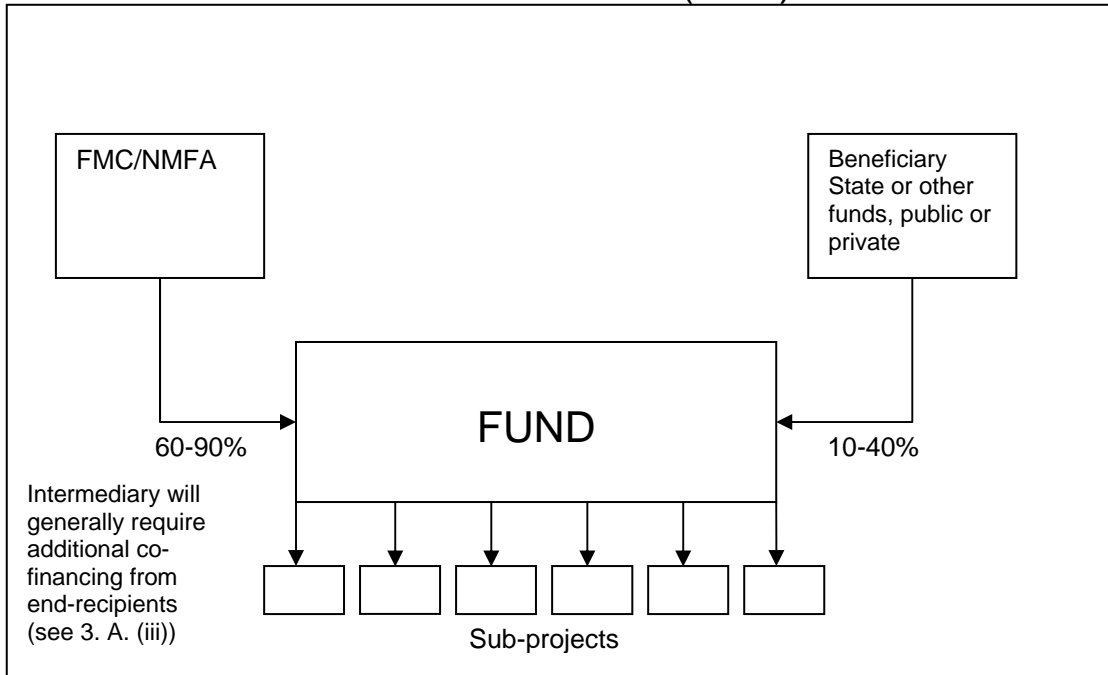 FMC/NMFA
Beneficiary
State or other
funds, public or
private
FUND
60-90%
10-40%
Intermediary will
generally require
additional co-
financing from
end-recipients
(see 3. A. (iii))
Sub-projects